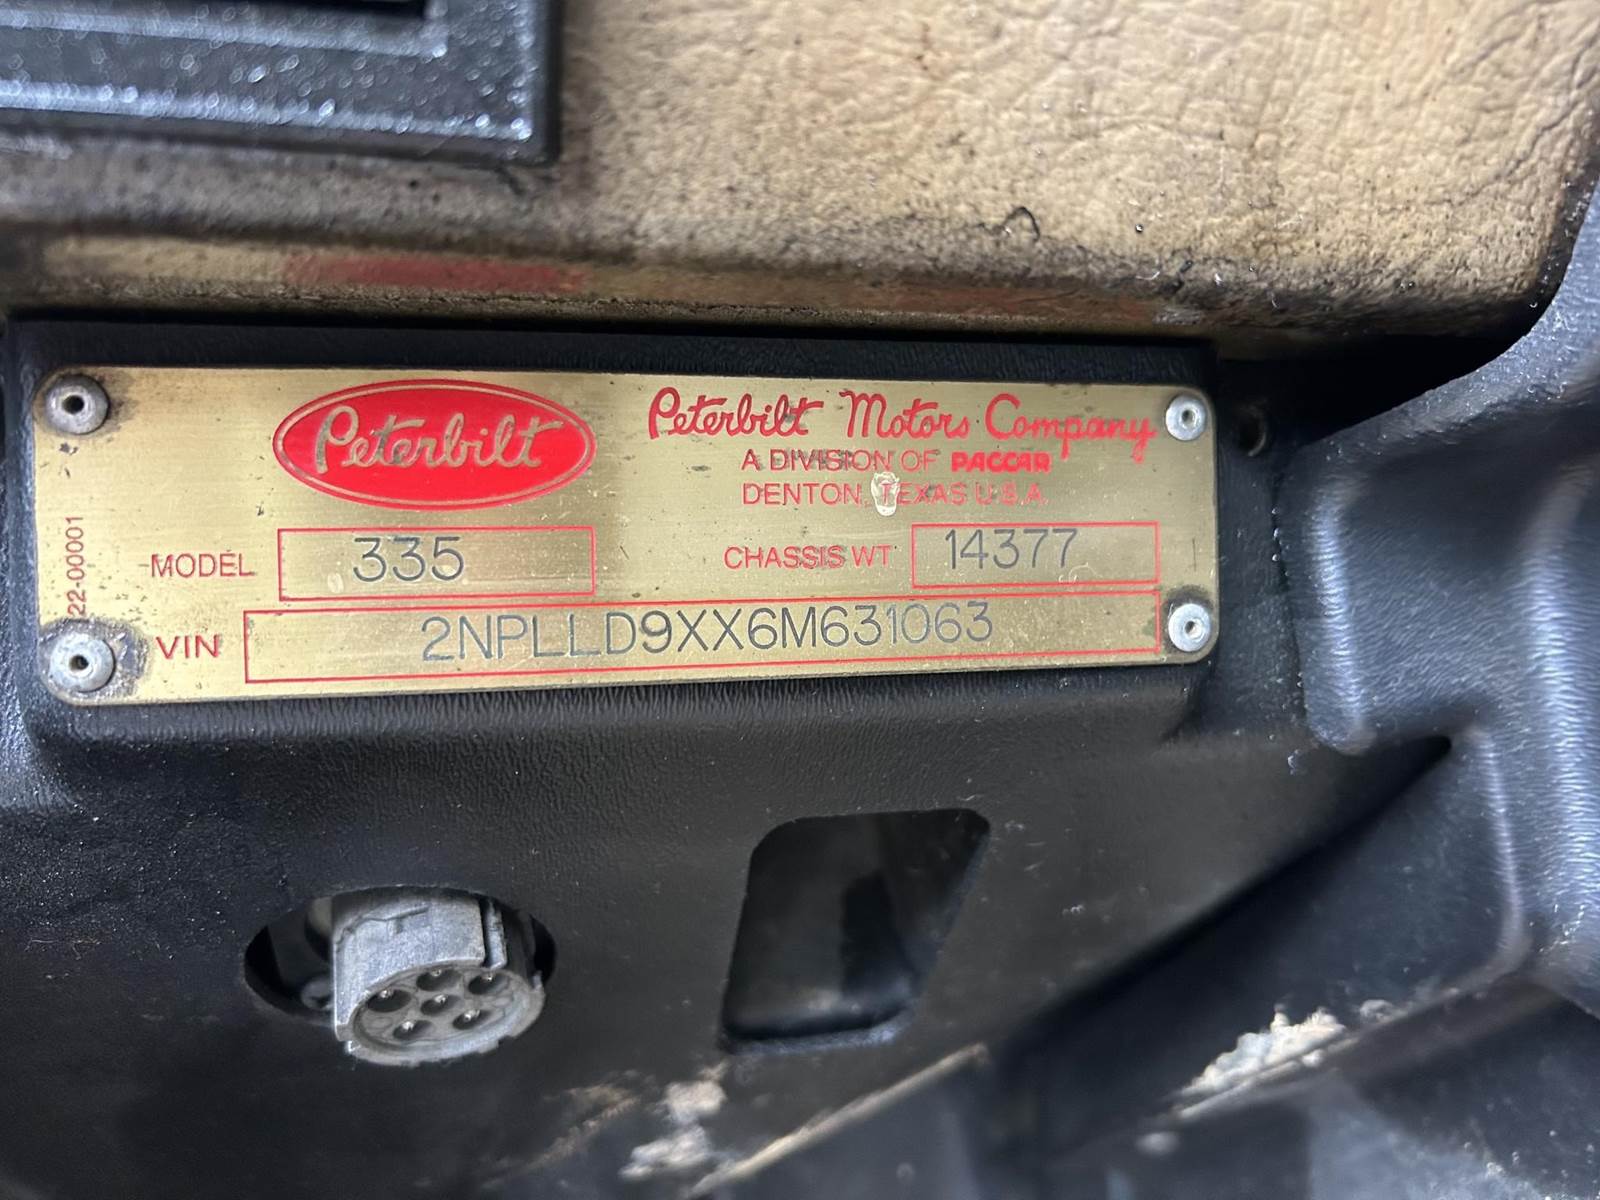 Peterbilt
Peterbilt Motors Company
A DIVISION OF PACCAR
DENTON, TEXAS U.S.A.
22-00001
MODEL 335
CHASSIS WT 14377
VIN 2NPLLD9XX6M631063